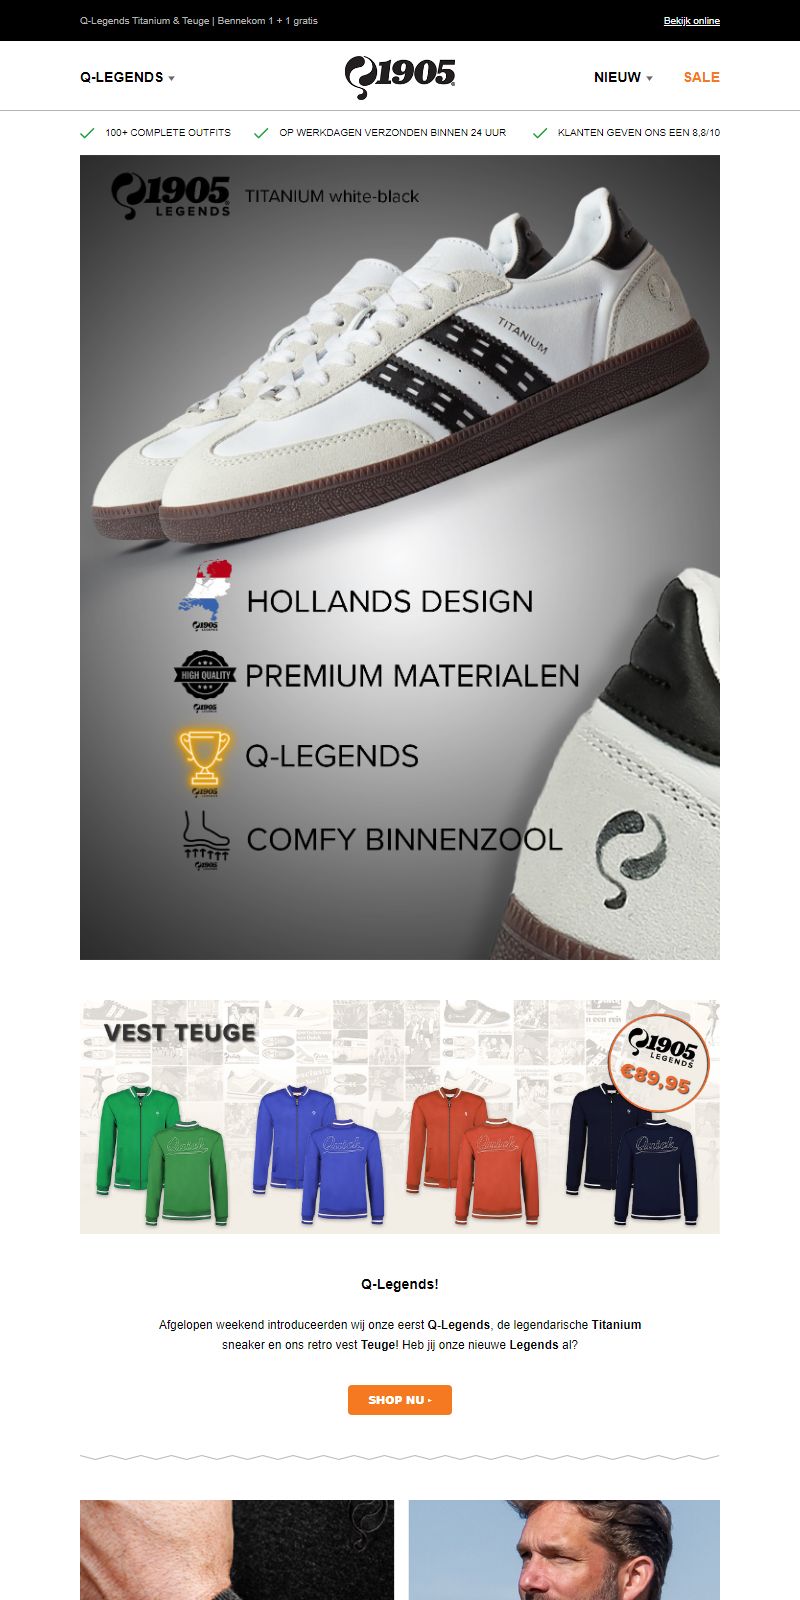 Q-Legends Titanium & Teuge | Bennekom 1 + 1 gratis
Bekijk online
Q-LEGENDS
1905
NIEUW
SALE
100+ COMPLETE OUTFITS
OP WERKDAGEN VERZONDEN BINNEN 24 UUR
KLANTEN GEVEN ONS EEN 8,8/10
1905
LEGENDS
TITANIUM white-black
TITANIUM
HOLLANDS DESIGN
1905
HIGH QUALITY
PREMIUM MATERIALEN
1905
Q-LEGENDS
1905
COMFY BINNENZOOL
1905
VEST TEUGE
1905
LEGENDS
€89,95
Quick
Quick
Quick
Quick
Q-Legends!
Afgelopen weekend introduceerden wij onze eerst Q-Legends, de legendarische Titanium
sneaker en ons retro vest Teuge! Heb jij onze nieuwe Legends al?
SHOP NU